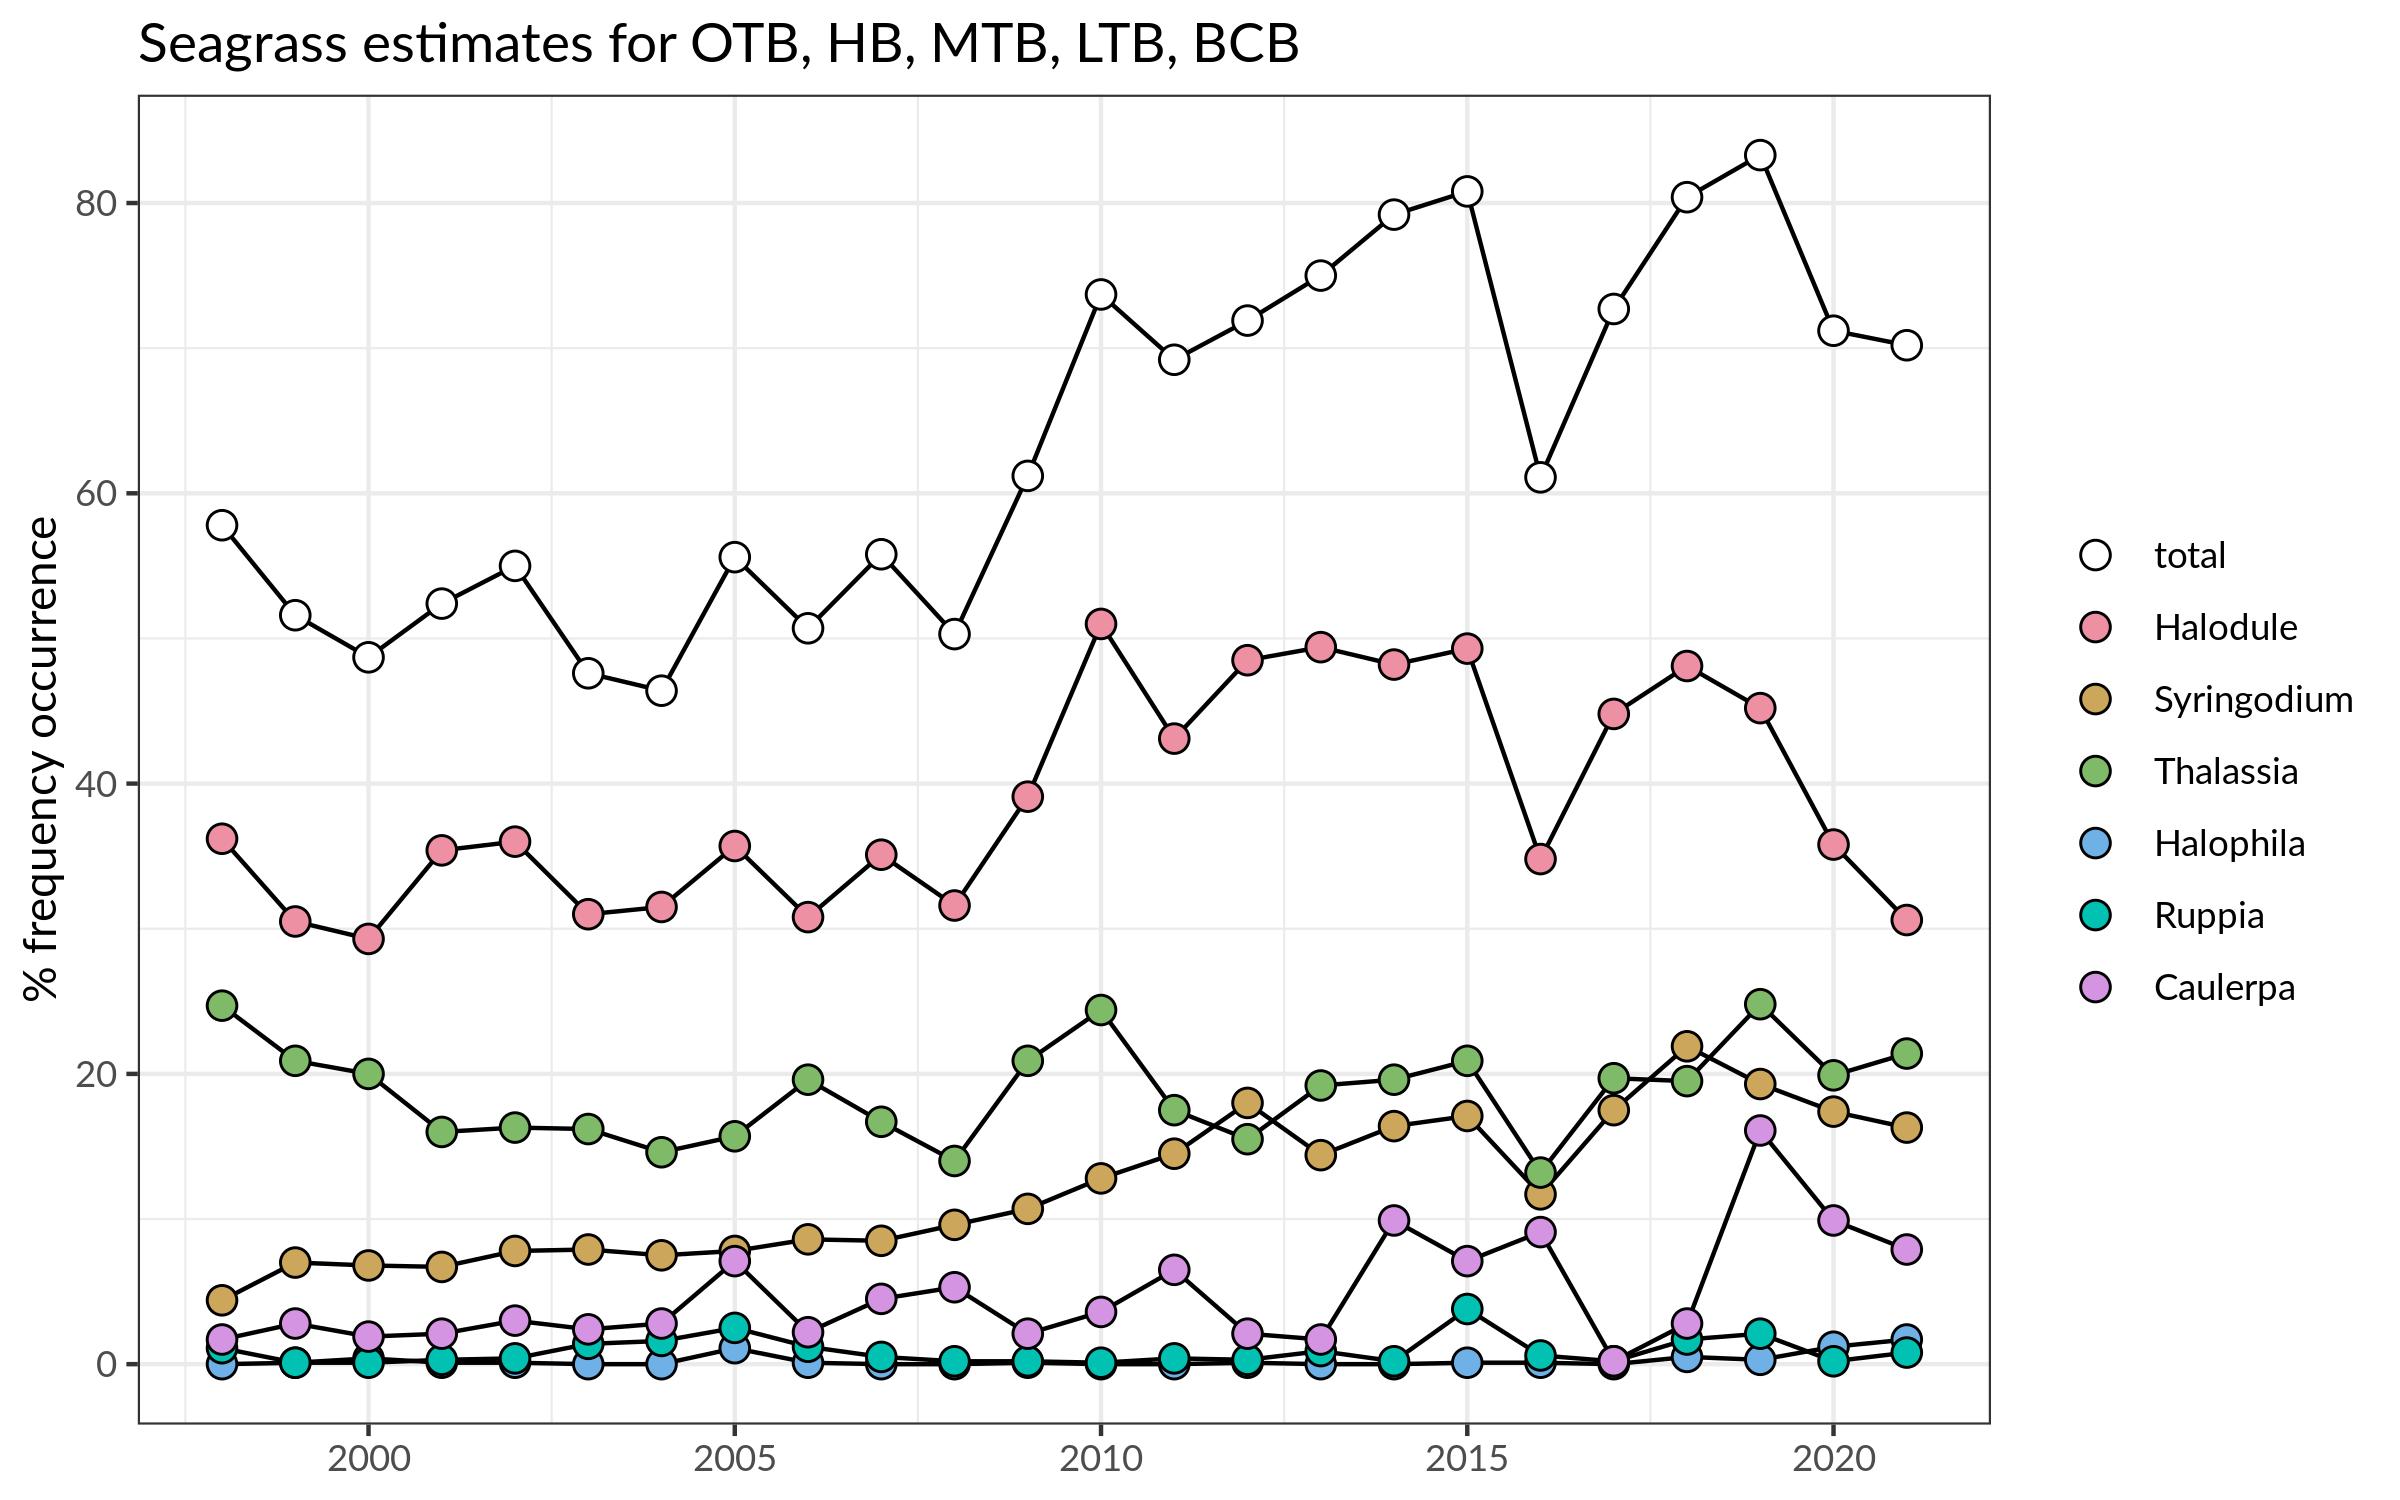 Seagrass estimates for OTB, HB, MTB, LTB, BCB
% frequency occurrence
80
60
40
20
0
2000
2005
2010
2015
2020
total
Halodule
Syringodium
Thalassia
Halophila
Ruppia
Caulerpa